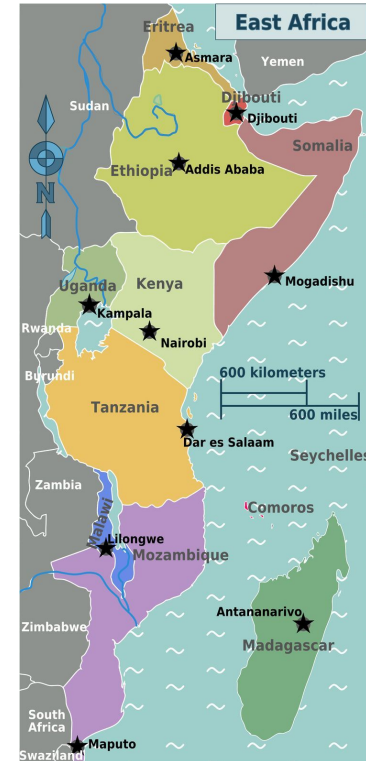 East Africa
Eritrea
Asmara
Yemen
Sudan
Djibouti
Djibouti
Somalia
Ethiopia
Addis Ababa
N
Uganda
Kenya
Mogadishu
Kampala
Rwanda
Nairobi
Burundi
600 kilometers
Tanzania
600 miles
Dar es Salaam
Seychelles
Zambia
Malawi
Comoros
Lilongwe
Mozambique
Antananarivo
Zimbabwe
Madagascar
South
Africa
Maputo
Swaziland